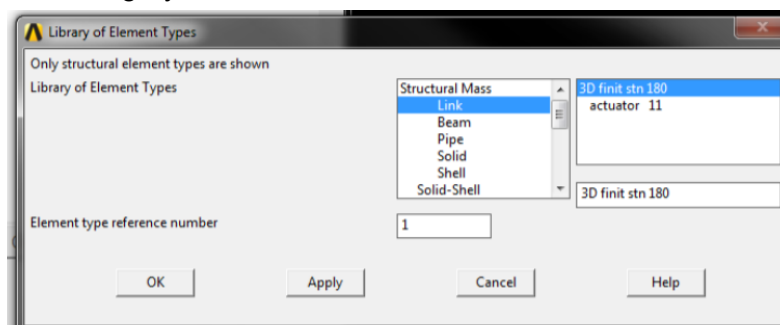 Library of Element Types
Only structural element types are shown
Library of Element Types
Structural Mass
Link
Beam
Pipe
Solid
Shell
Solid-Shell
3D finit stn 180
actuator 11
3D finit stn 180
Element type reference number
1
OK Apply Cancel Help